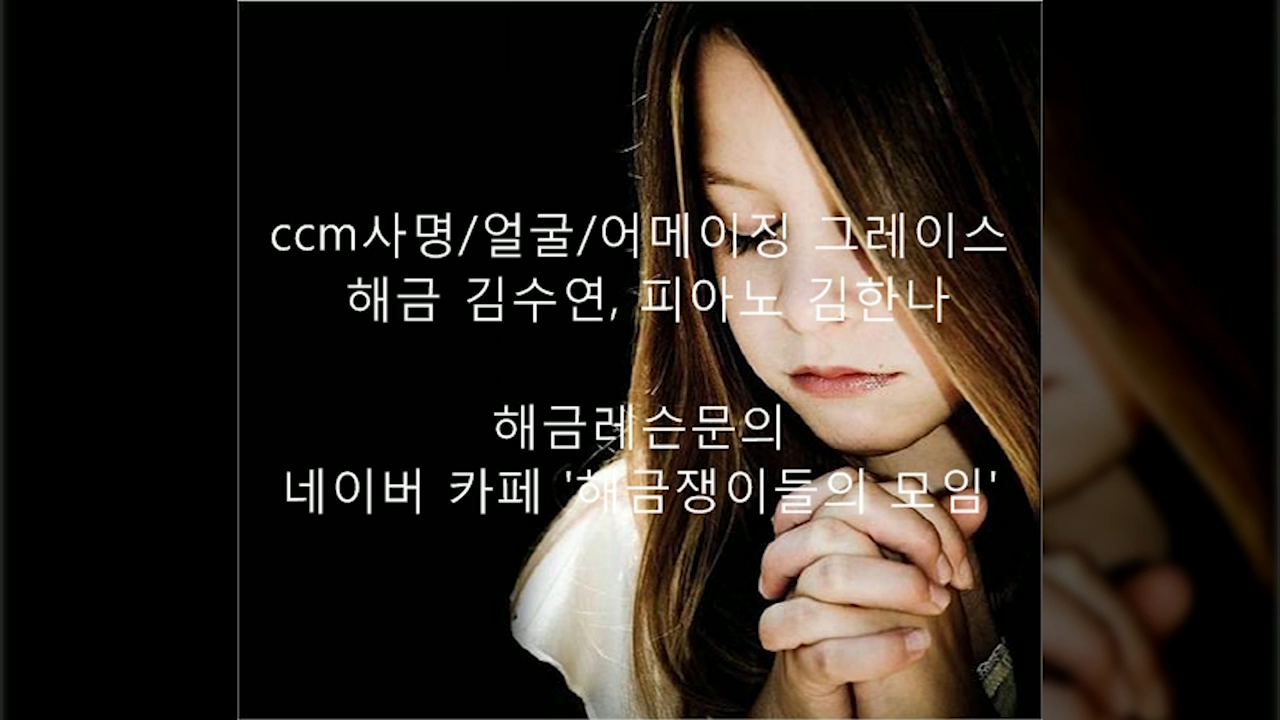 ccm사명/얼굴/어메이징 그레이스
해금 김수연, 피아노 김한나
해금레슨문의
네이버 카페 '해금쟁이들의 모임'